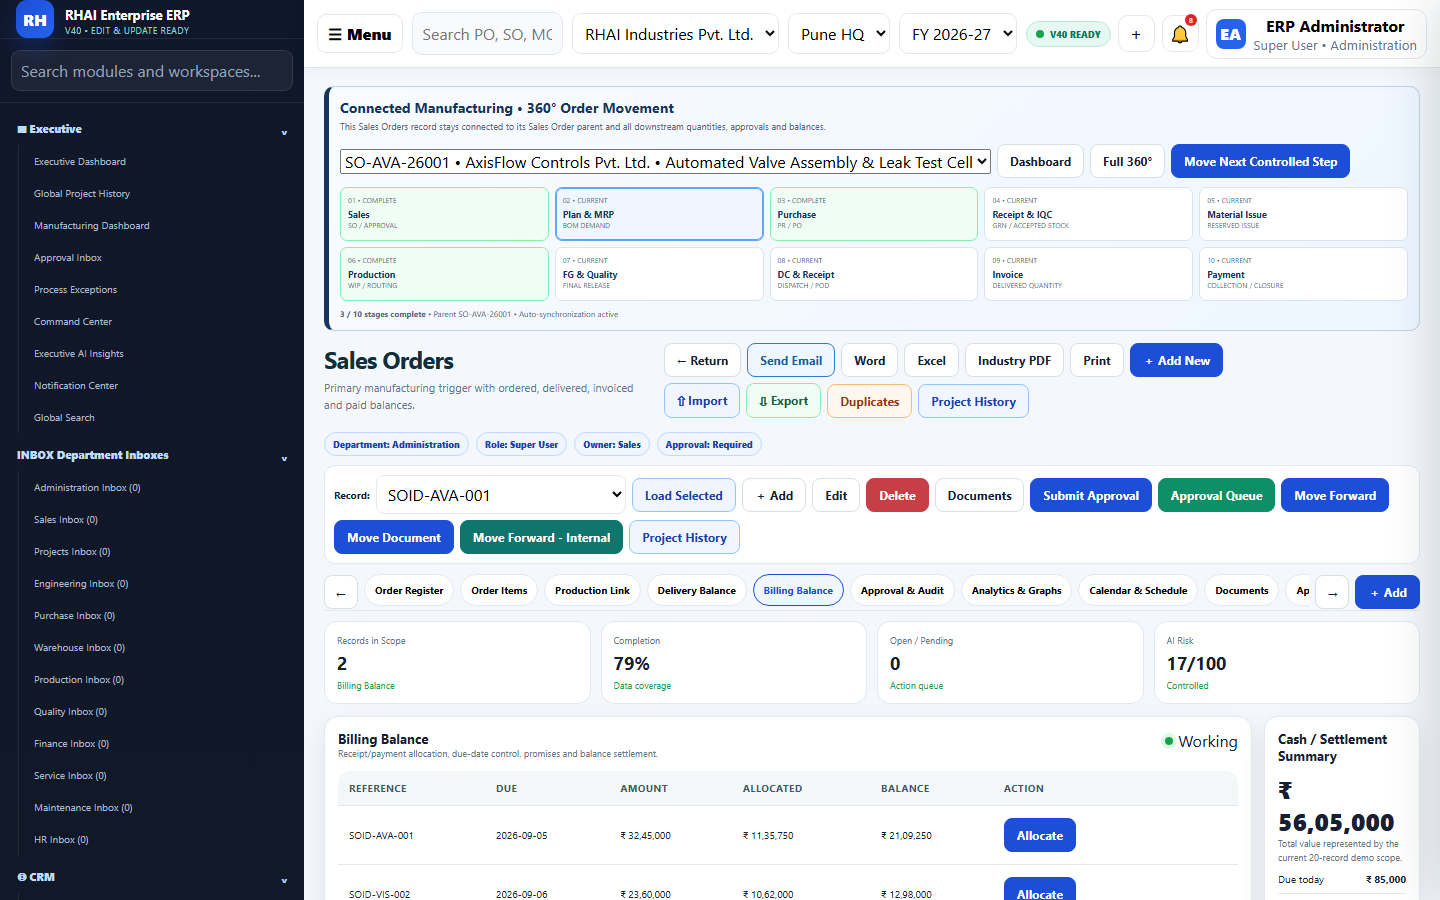 RH
RHAI Enterprise ERP
V40 • EDIT & UPDATE READY
Search modules and workspaces...
Executive
Executive Dashboard
Global Project History
Manufacturing Dashboard
Approval Inbox
Process Exceptions
Command Center
Executive AI Insights
Notification Center
Global Search
INBOX Department Inboxes
Administration Inbox (0)
Sales Inbox (0)
Projects Inbox (0)
Engineering Inbox (0)
Purchase Inbox (0)
Warehouse Inbox (0)
Production Inbox (0)
Quality Inbox (0)
Finance Inbox (0)
Service Inbox (0)
Maintenance Inbox (0)
HR Inbox (0)
CRM
☰ Menu
Search PO, SO, MC
RHAI Industries Pvt. Ltd.
Pune HQ
FY 2026-27
V40 READY
+
8
EA
ERP Administrator
Super User • Administration
Connected Manufacturing • 360° Order Movement
This Sales Orders record stays connected to its Sales Order parent and all downstream quantities, approvals and balances.
SO-AVA-26001 • AxisFlow Controls Pvt. Ltd. • Automated Valve Assembly & Leak Test Cell
Dashboard
Full 360°
Move Next Controlled Step
01 • COMPLETE
Sales
SO / APPROVAL
02 • CURRENT
Plan & MRP
BOM DEMAND
03 • COMPLETE
Purchase
PR / PO
04 • CURRENT
Receipt & IQC
GRN / ACCEPTED STOCK
05 • CURRENT
Material Issue
RESERVED ISSUE
06 • COMPLETE
Production
WIP / ROUTING
07 • CURRENT
FG & Quality
FINAL RELEASE
08 • CURRENT
DC & Receipt
DISPATCH / POD
09 • CURRENT
Invoice
DELIVERED QUANTITY
10 • CURRENT
Payment
COLLECTION / CLOSURE
3 / 10 stages complete • Parent SO-AVA-26001 • Auto-synchronization active
Sales Orders
Primary manufacturing trigger with ordered, delivered, invoiced
and paid balances.
← Return
Send Email
Word
Excel
Industry PDF
Print
+ Add New
⇧ Import
⇩ Export
Duplicates
Project History
Department: Administration
Role: Super User
Owner: Sales
Approval: Required
Record:
SOID-AVA-001
Load Selected
+ Add
Edit
Delete
Documents
Submit Approval
Approval Queue
Move Forward
Move Document
Move Forward - Internal
Project History
←
Order Register
Order Items
Production Link
Delivery Balance
Billing Balance
Approval & Audit
Analytics & Graphs
Calendar & Schedule
Documents
Ap
→
+ Add
Records in Scope
2
Billing Balance
Completion
79%
Data coverage
Open / Pending
0
Action queue
AI Risk
17/100
Controlled
Billing Balance
Receipt/payment allocation, due-date control, promises and balance settlement.
Working
REFERENCE DUE AMOUNT ALLOCATED BALANCE ACTION
SOID-AVA-001 2026-09-05 ₹ 32,45,000 ₹ 11,35,750 ₹ 21,09,250 Allocate
SOID-VIS-002 2026-09-06 ₹ 23,60,000 ₹ 10,62,000 ₹ 12,98,000 Allocate
Cash / Settlement
Summary
₹
56,05,000
Total value represented by the
current 20-record demo scope.
Due today ₹ 85,000